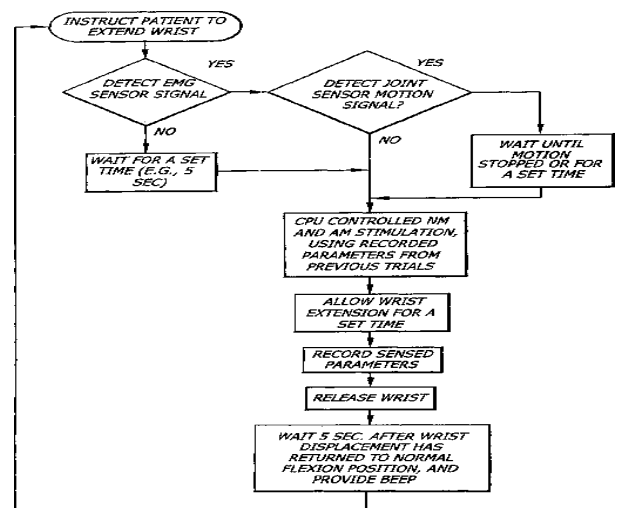 INSTRUCT PATIENT TO
EXTEND WRIST
YES
YES
DETECT EMG
SENSOR SIGNAL
DETECT JOINT
SENSOR MOTION
SIGNAL?
NO
NO
WAIT FOR A SET
TIME (E.G., 5
SEC)
WAIT UNTIL
MOTION
STOPPED OR FOR
A SET TIME
CPU CONTROLLED NM
AND AM STIMULATION,
USING RECORDED
PARAMETERS FROM
PREVIOUS TRIALS
ALLOW WRIST
EXTENSION FOR A
SET TIME
RECORD SENSED
PARAMETERS
RELEASE WRIST
WAIT 5 SEC. AFTER WRIST
DISPLACEMENT HAS
RETURNED TO NORMAL
FLEXION POSITION, AND
PROVIDE BEEP